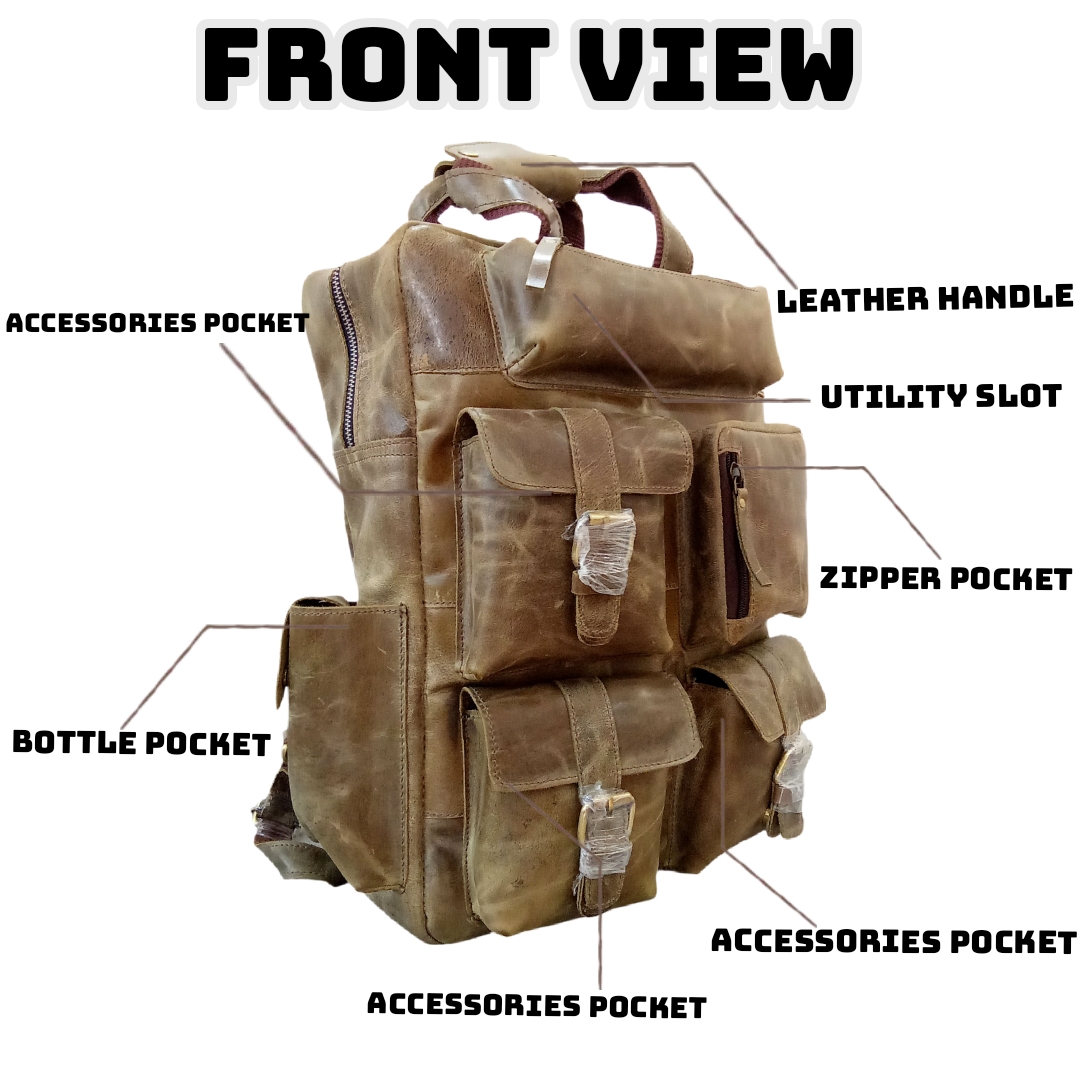 FRONT VIEW
LEATHER HANDLE
ACCESSORIES POCKET
UTILITY SLOT
ZIPPER POCKET
BOTTLE POCKET
ACCESSORIES POCKET
ACCESSORIES POCKET